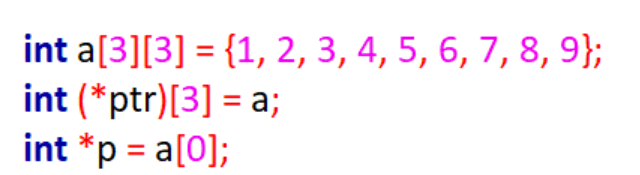 int a[3][3] = {1, 2, 3, 4, 5, 6, 7, 8, 9};
int (*ptr)[3] = a;
int *p = a[0];